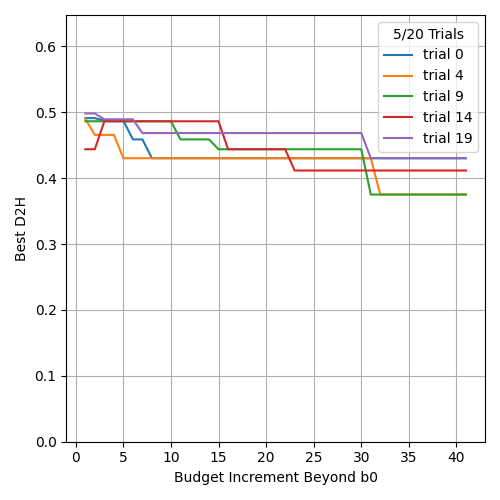 5/20 Trials
trial 0
trial 4
trial 9
trial 14
trial 19
Best D2H
0.6
0.5
0.4
0.3
0.2
0.1
0.0
0 5 10 15 20 25 30 35 40
Budget Increment Beyond b0